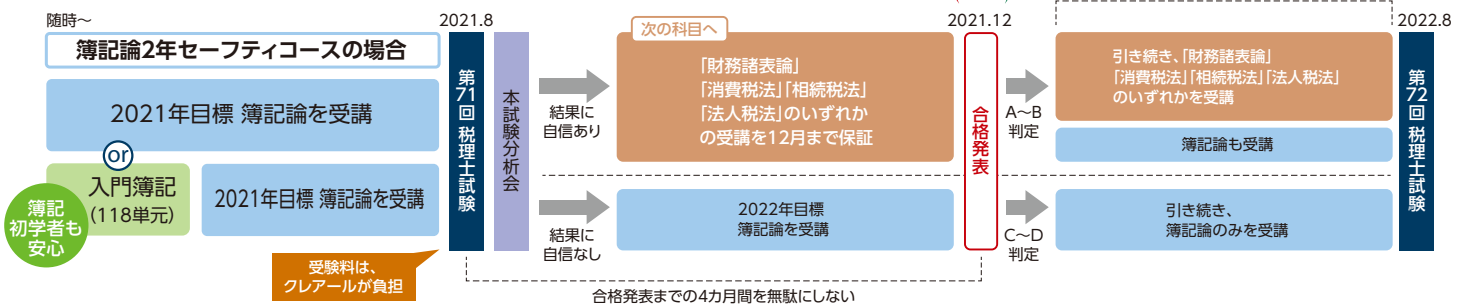 随時～
2021.8
2021.12
2022.8
簿記論2年セーフティコースの場合
2021年目標 簿記論を受講
or
入門簿記
(118単元)
2021年目標 簿記論を受講
簿記
初学者も
安心
受験料は、
クレアールが負担
第71回 税理士試験
本試験分析会
結果に
自信あり
結果に
自信なし
次の科目へ
「財務諸表論」
「消費税法」「相続税法」
「法人税法」のいずれか
の受講を12月まで保証
2022年目標
簿記論を受講
合格発表
A～B
判定
C～D
判定
引き続き、「財務諸表論」
「消費税法」「相続税法」「法人税法」
のいずれかを受講
簿記論も受講
引き続き、
簿記論のみを受講
第72回 税理士試験
合格発表までの4カ月間を無駄にしない